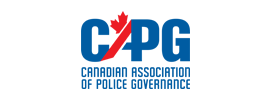 CAPG
CANADIAN ASSOCIATION
OF POLICE GOVERNANCE